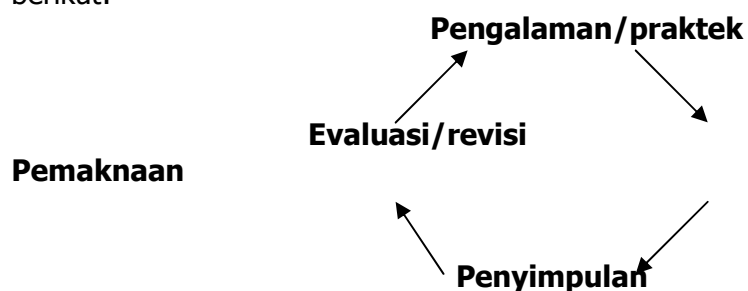 berikut:
Pengalaman/praktek
Evaluasi/revisi
Pemaknaan
Penyimpulan